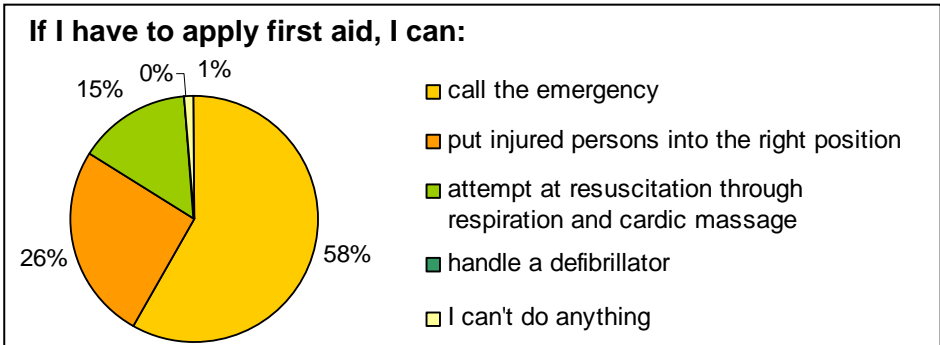 If I have to apply first aid, I can:
0%
1%
15%
26%
58%
call the emergency
put injured persons into the right position
attempt at resuscitation through
respiration and cardic massage
handle a defibrillator
I can't do anything